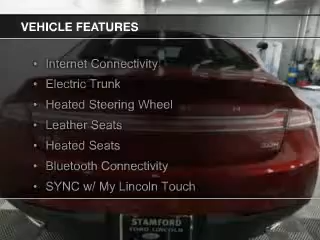 VEHICLE FEATURES
• Internet Connectivity
• Electric Trunk
• Heated Steering Wheel
• Leather Seats
• Heated Seats
• Bluetooth Connectivity
• SYNC w/ My Lincoln Touch
STAMFORD
FORD LINCOLN